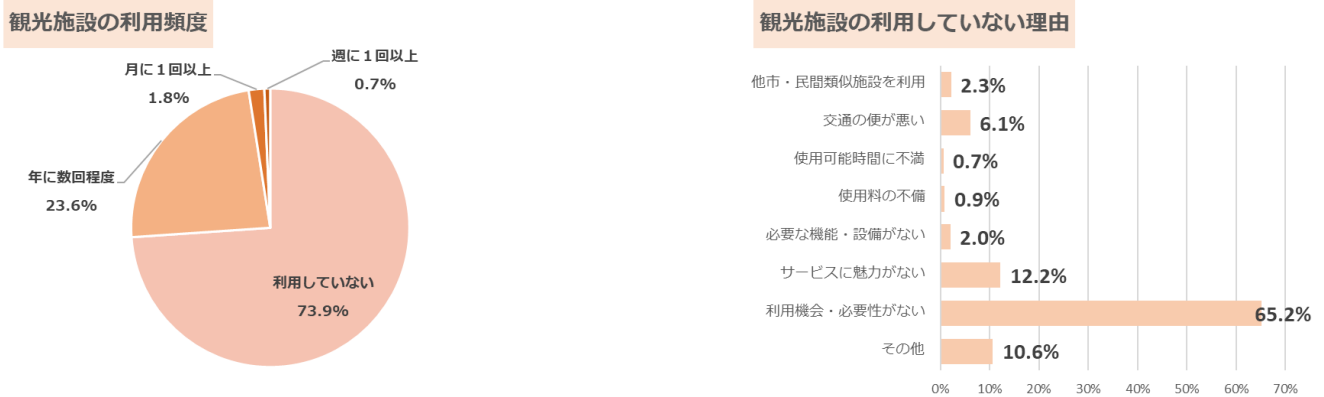 観光施設の利用頻度
週に１回以上
0.7%
月に１回以上
1.8%
年に数回程度
23.6%
利用していない
73.9%
観光施設の利用していない理由
他市・民間類似施設を利用 2.3%
交通の便が悪い 6.1%
使用可能時間に不満 0.7%
使用料の不備 0.9%
必要な機能・設備がない 2.0%
サービスに魅力がない 12.2%
利用機会・必要性がない 65.2%
その他 10.6%
0% 10% 20% 30% 40% 50% 60% 70%